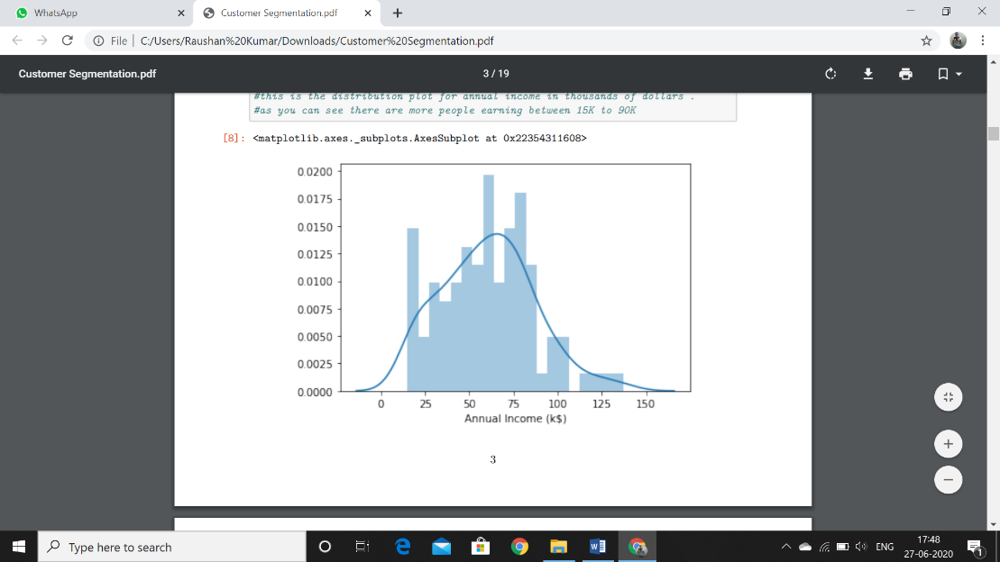 WhatsApp
Customer Segmentation.pdf
File | C:/Users/Raushan%20Kumar/Downloads/Customer%20Segmentation.pdf
Customer Segmentation.pdf
3 / 19
#this is the distribution plot for annual income in thousands of dollars .
#as you can see there are more people earning between 15K to 90K
[8]: <matplotlib.axes._subplots.AxesSubplot at 0x22354311608>
0.0200
0.0175
0.0150
0.0125
0.0100
0.0075
0.0050
0.0025
0.0000
0 25 50 75 100 125 150
Annual Income (k$)
3
Type here to search
ENG
17:48
27-06-2020
1